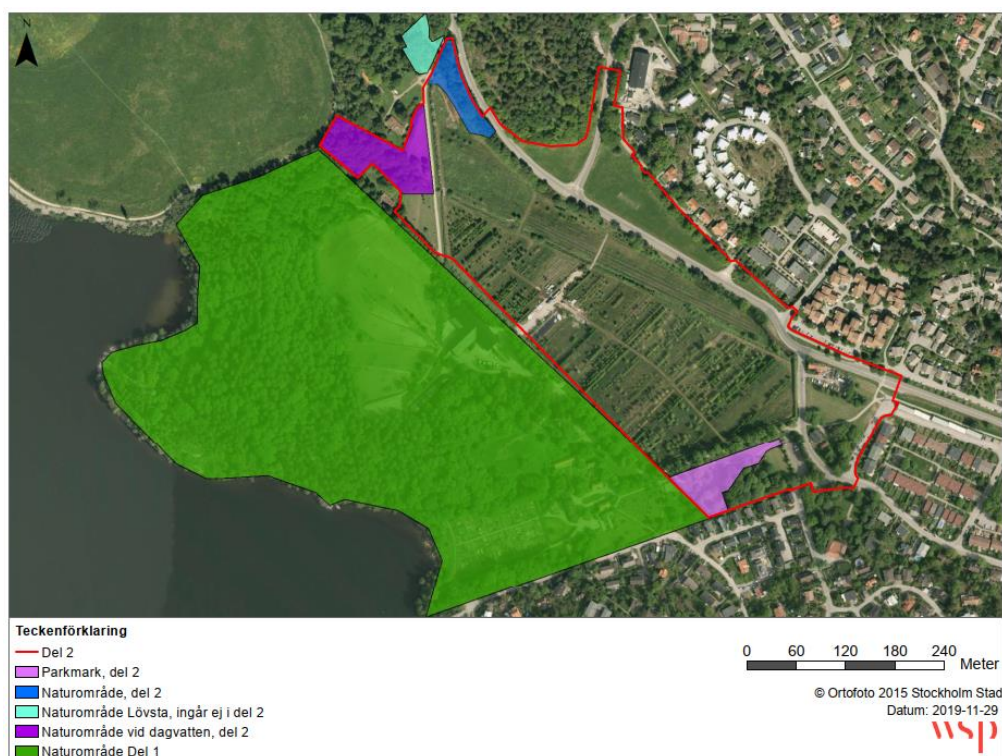 N
Teckenförklaring
Del 2
Parkmark, del 2
Naturområde, del 2
Naturområde Lövsta, ingår ej i del 2
Naturområde vid dagvatten, del 2
Naturområde Del 1
0 60 120 180 240 Meter
© Ortofoto 2015 Stockholm Stad
Datum: 2019-11-29
wsp